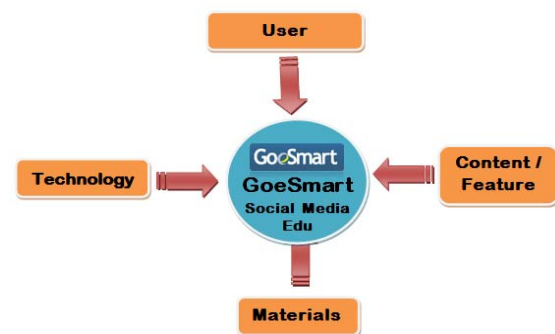 User
GoeSmart
GoeSmart
Social Media
Edu
Technology
Content /
Feature
Materials